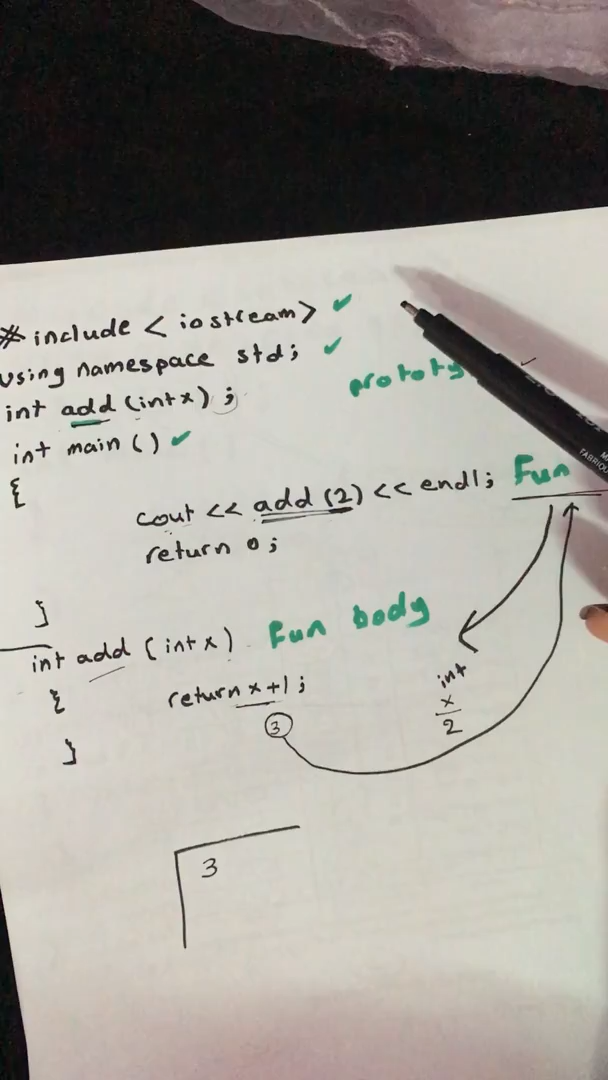 # include < iostream> ✓
using namespace std; ✓
int add (int x) ;
int main () ✓
{
cout << add (2) << endl; Fun
return 0;
}
int add (int x) Fun body
{ return x +1 ;
3
}
int
x
2
3